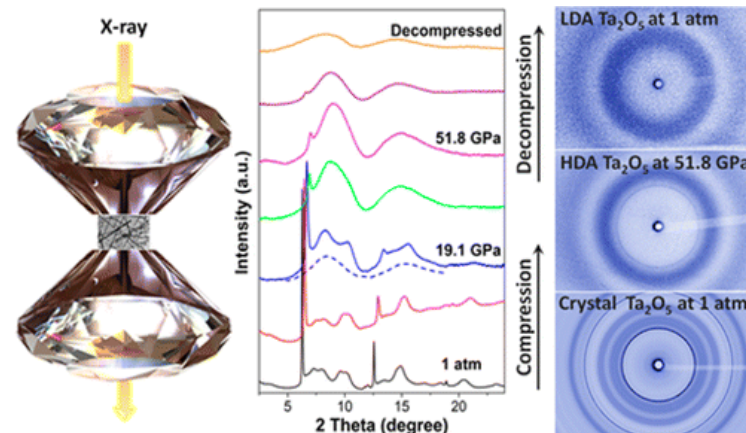 X-ray
Decompressed
51.8 GPa
19.1 GPa
1 atm
Intensity (a.u.)
5 10 15 20
2 Theta (degree)
Decompression
Compression
LDA Ta₂O₅ at 1 atm
HDA Ta₂O₅ at 51.8 GPa
Crystal Ta₂O₅ at 1 atm